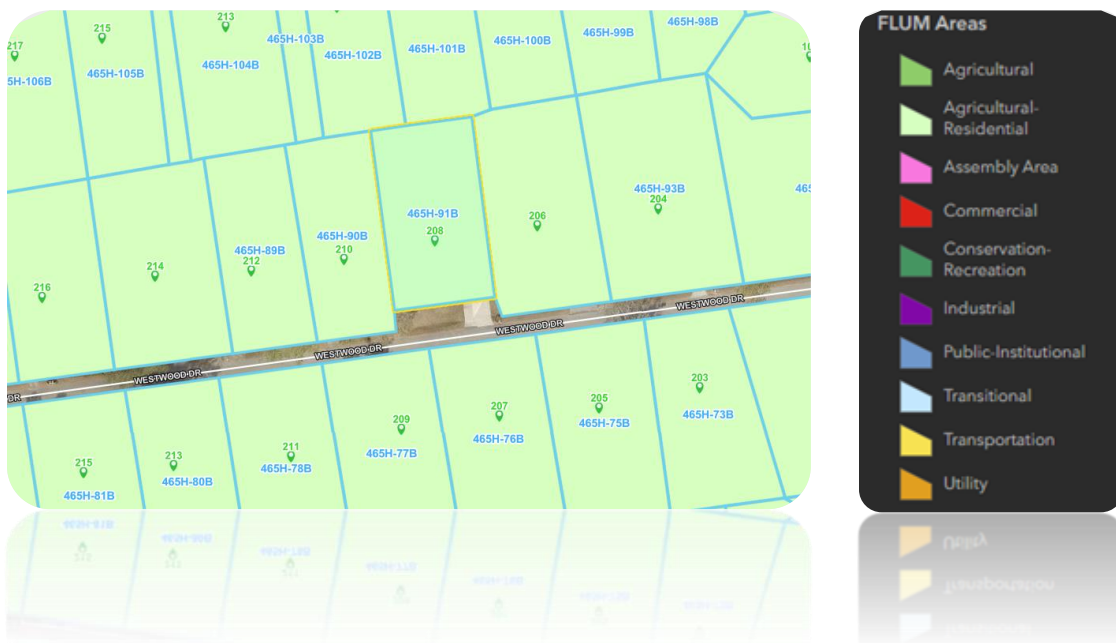 213
215
217
465H-98B
465H-99B
465H-100B
465H-101B
465H-102B
465H-103B
465H-104B
465H-105B
5H-106B
465H-93B
204
206
465H-91B
208
465H-90B
210
465H-89B
212
214
216
WESTWOOD DR
WESTWOOD DR
WESTWOOD DR
WESTWOOD DR
DR
203
465H-73B
205
465H-75B
207
465H-76B
209
465H-77B
211
465H-78B
213
465H-80B
215
465H-81B
FLUM Areas
Agricultural
Agricultural-
Residential
Assembly Area
Commercial
Conservation-
Recreation
Industrial
Public-Institutional
Transitional
Transportation
Utility